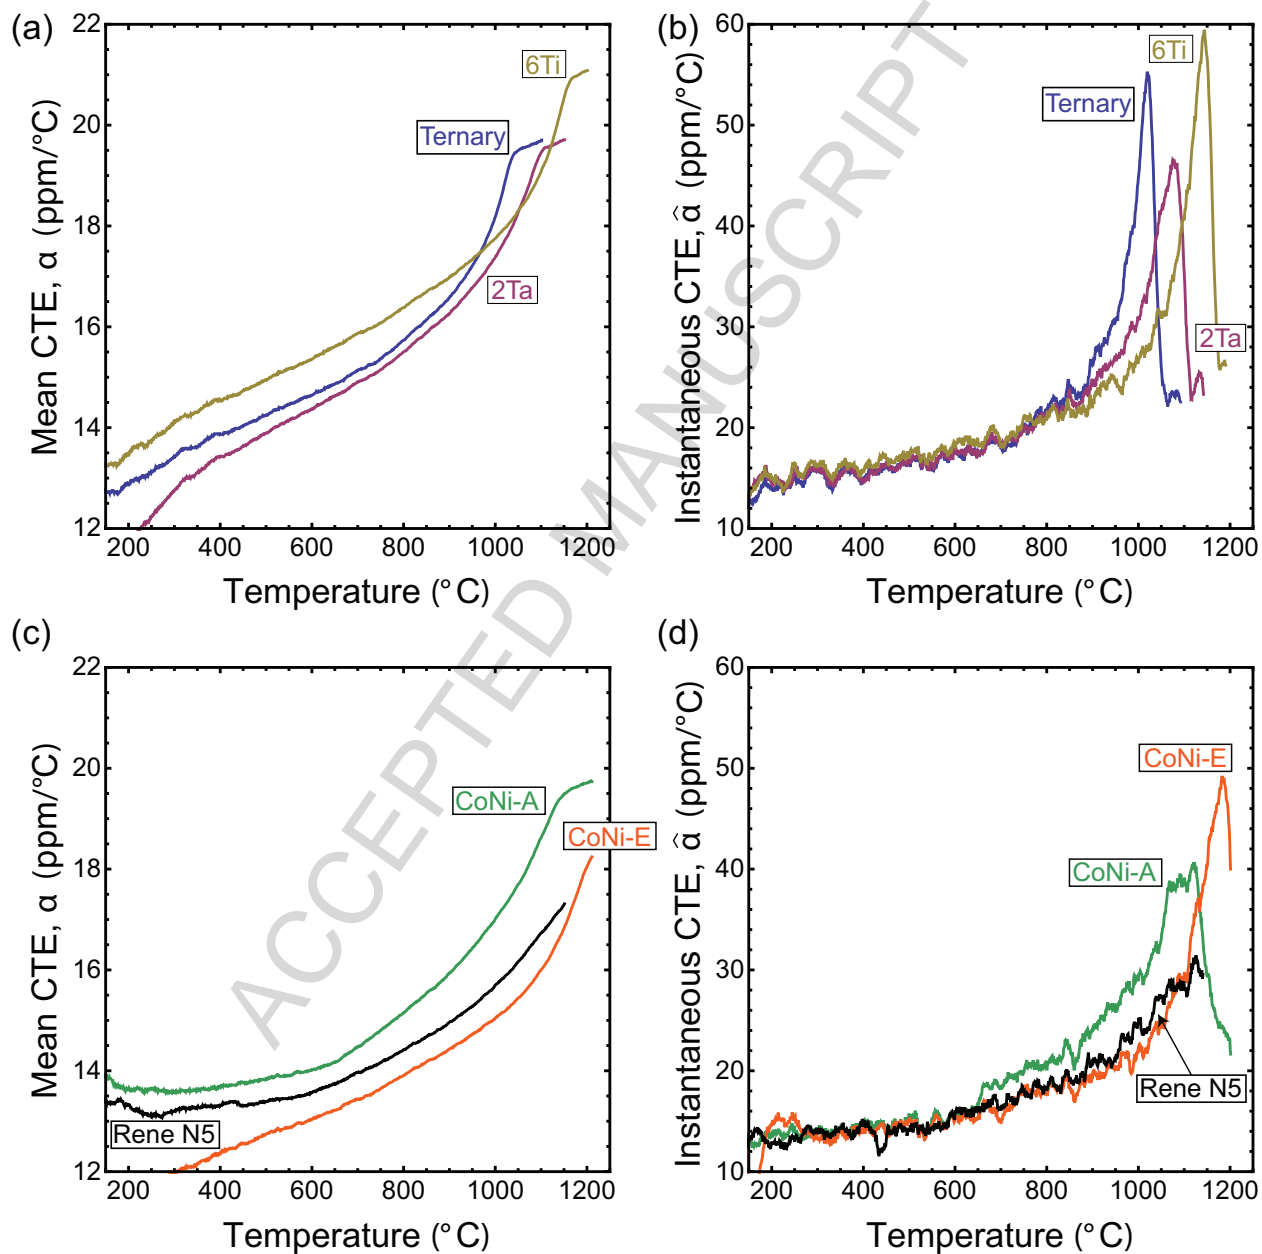 (a)
22
20
18
16
14
12
Mean CTE, α (ppm/°C)
6Ti
Ternary
2Ta
200 400 600 800 1000 1200
Temperature (°C)
(b)
60
50
40
30
20
10
Instantaneous CTE, α̂ (ppm/°C)
6Ti
Ternary
2Ta
200 400 600 800 1000 1200
Temperature (°C)
(c)
22
20
18
16
14
12
Mean CTE, α (ppm/°C)
CoNi-A
CoNi-E
Rene N5
200 400 600 800 1000 1200
Temperature (°C)
(d)
60
50
40
30
20
10
Instantaneous CTE, α̂ (ppm/°C)
CoNi-E
CoNi-A
Rene N5
200 400 600 800 1000 1200
Temperature (°C)
ACCEPTED MANUSCRIPT